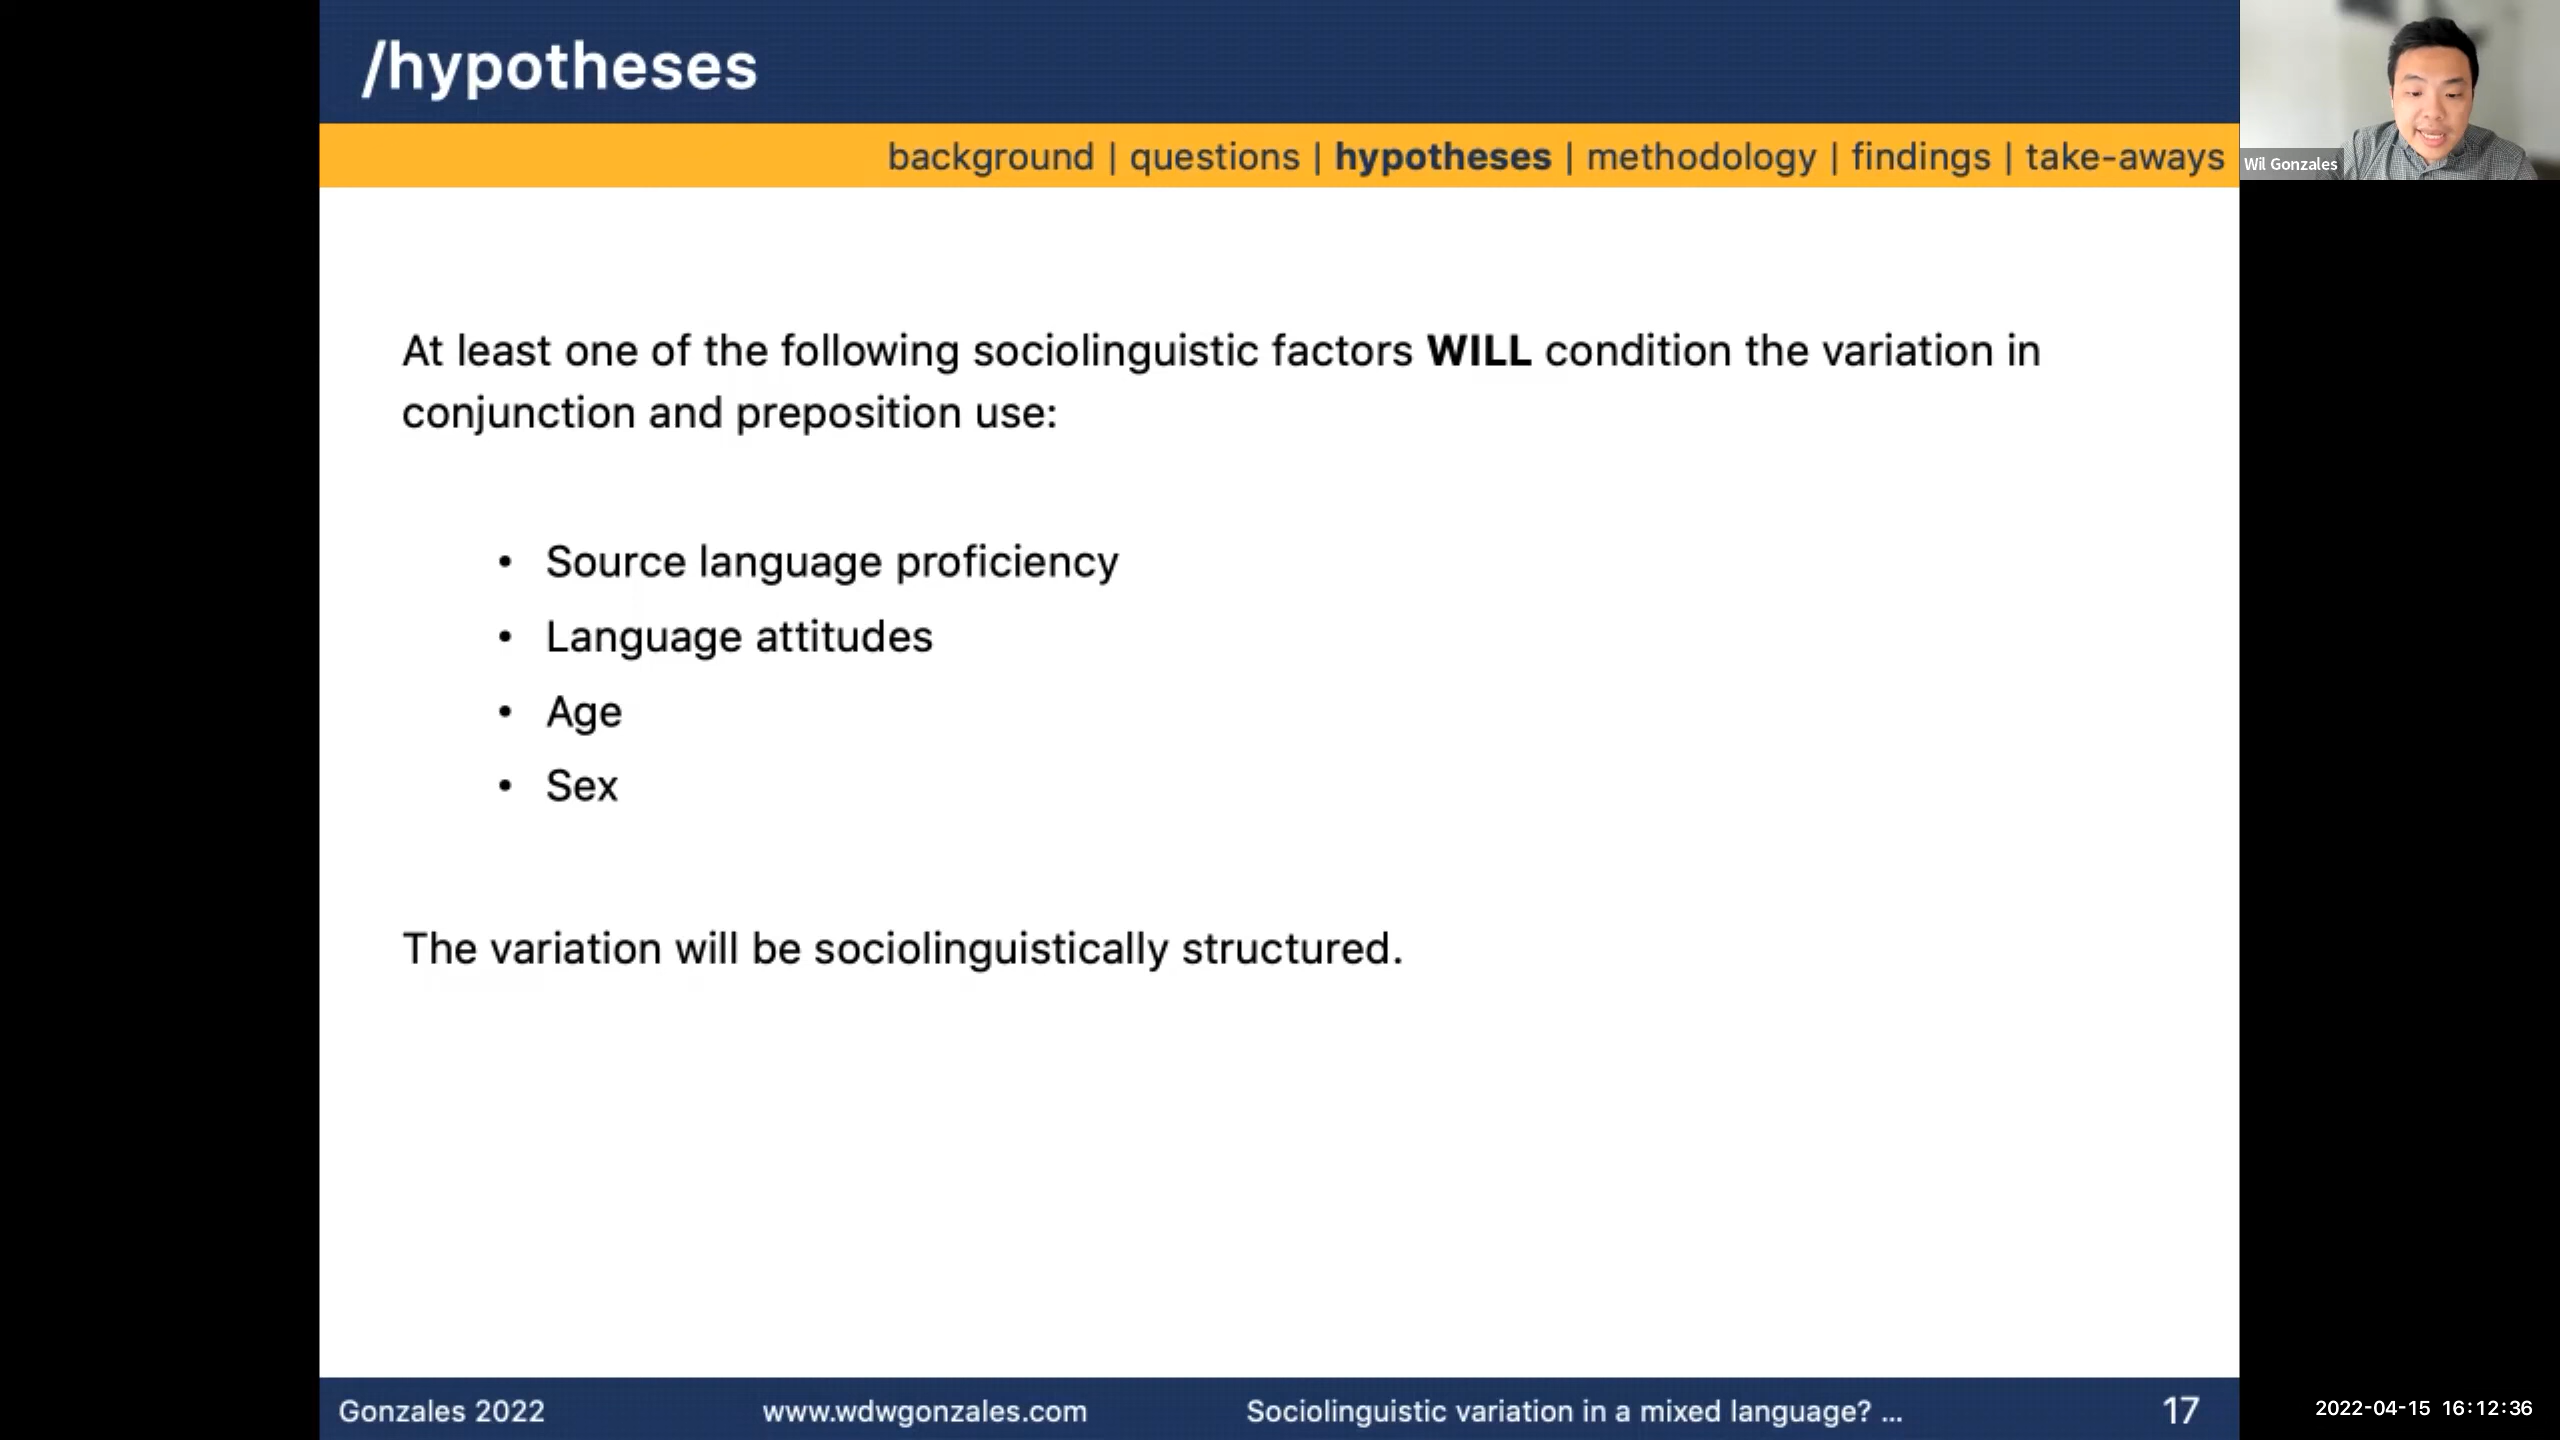 /hypotheses
background | questions | hypotheses | methodology | findings | take-aways
Wil Gonzales
At least one of the following sociolinguistic factors WILL condition the variation in
conjunction and preposition use:
• Source language proficiency
• Language attitudes
• Age
• Sex
The variation will be sociolinguistically structured.
Gonzales 2022 www.wdwgonzales.com Sociolinguistic variation in a mixed language? ... 17
2022-04-15 16:12:36